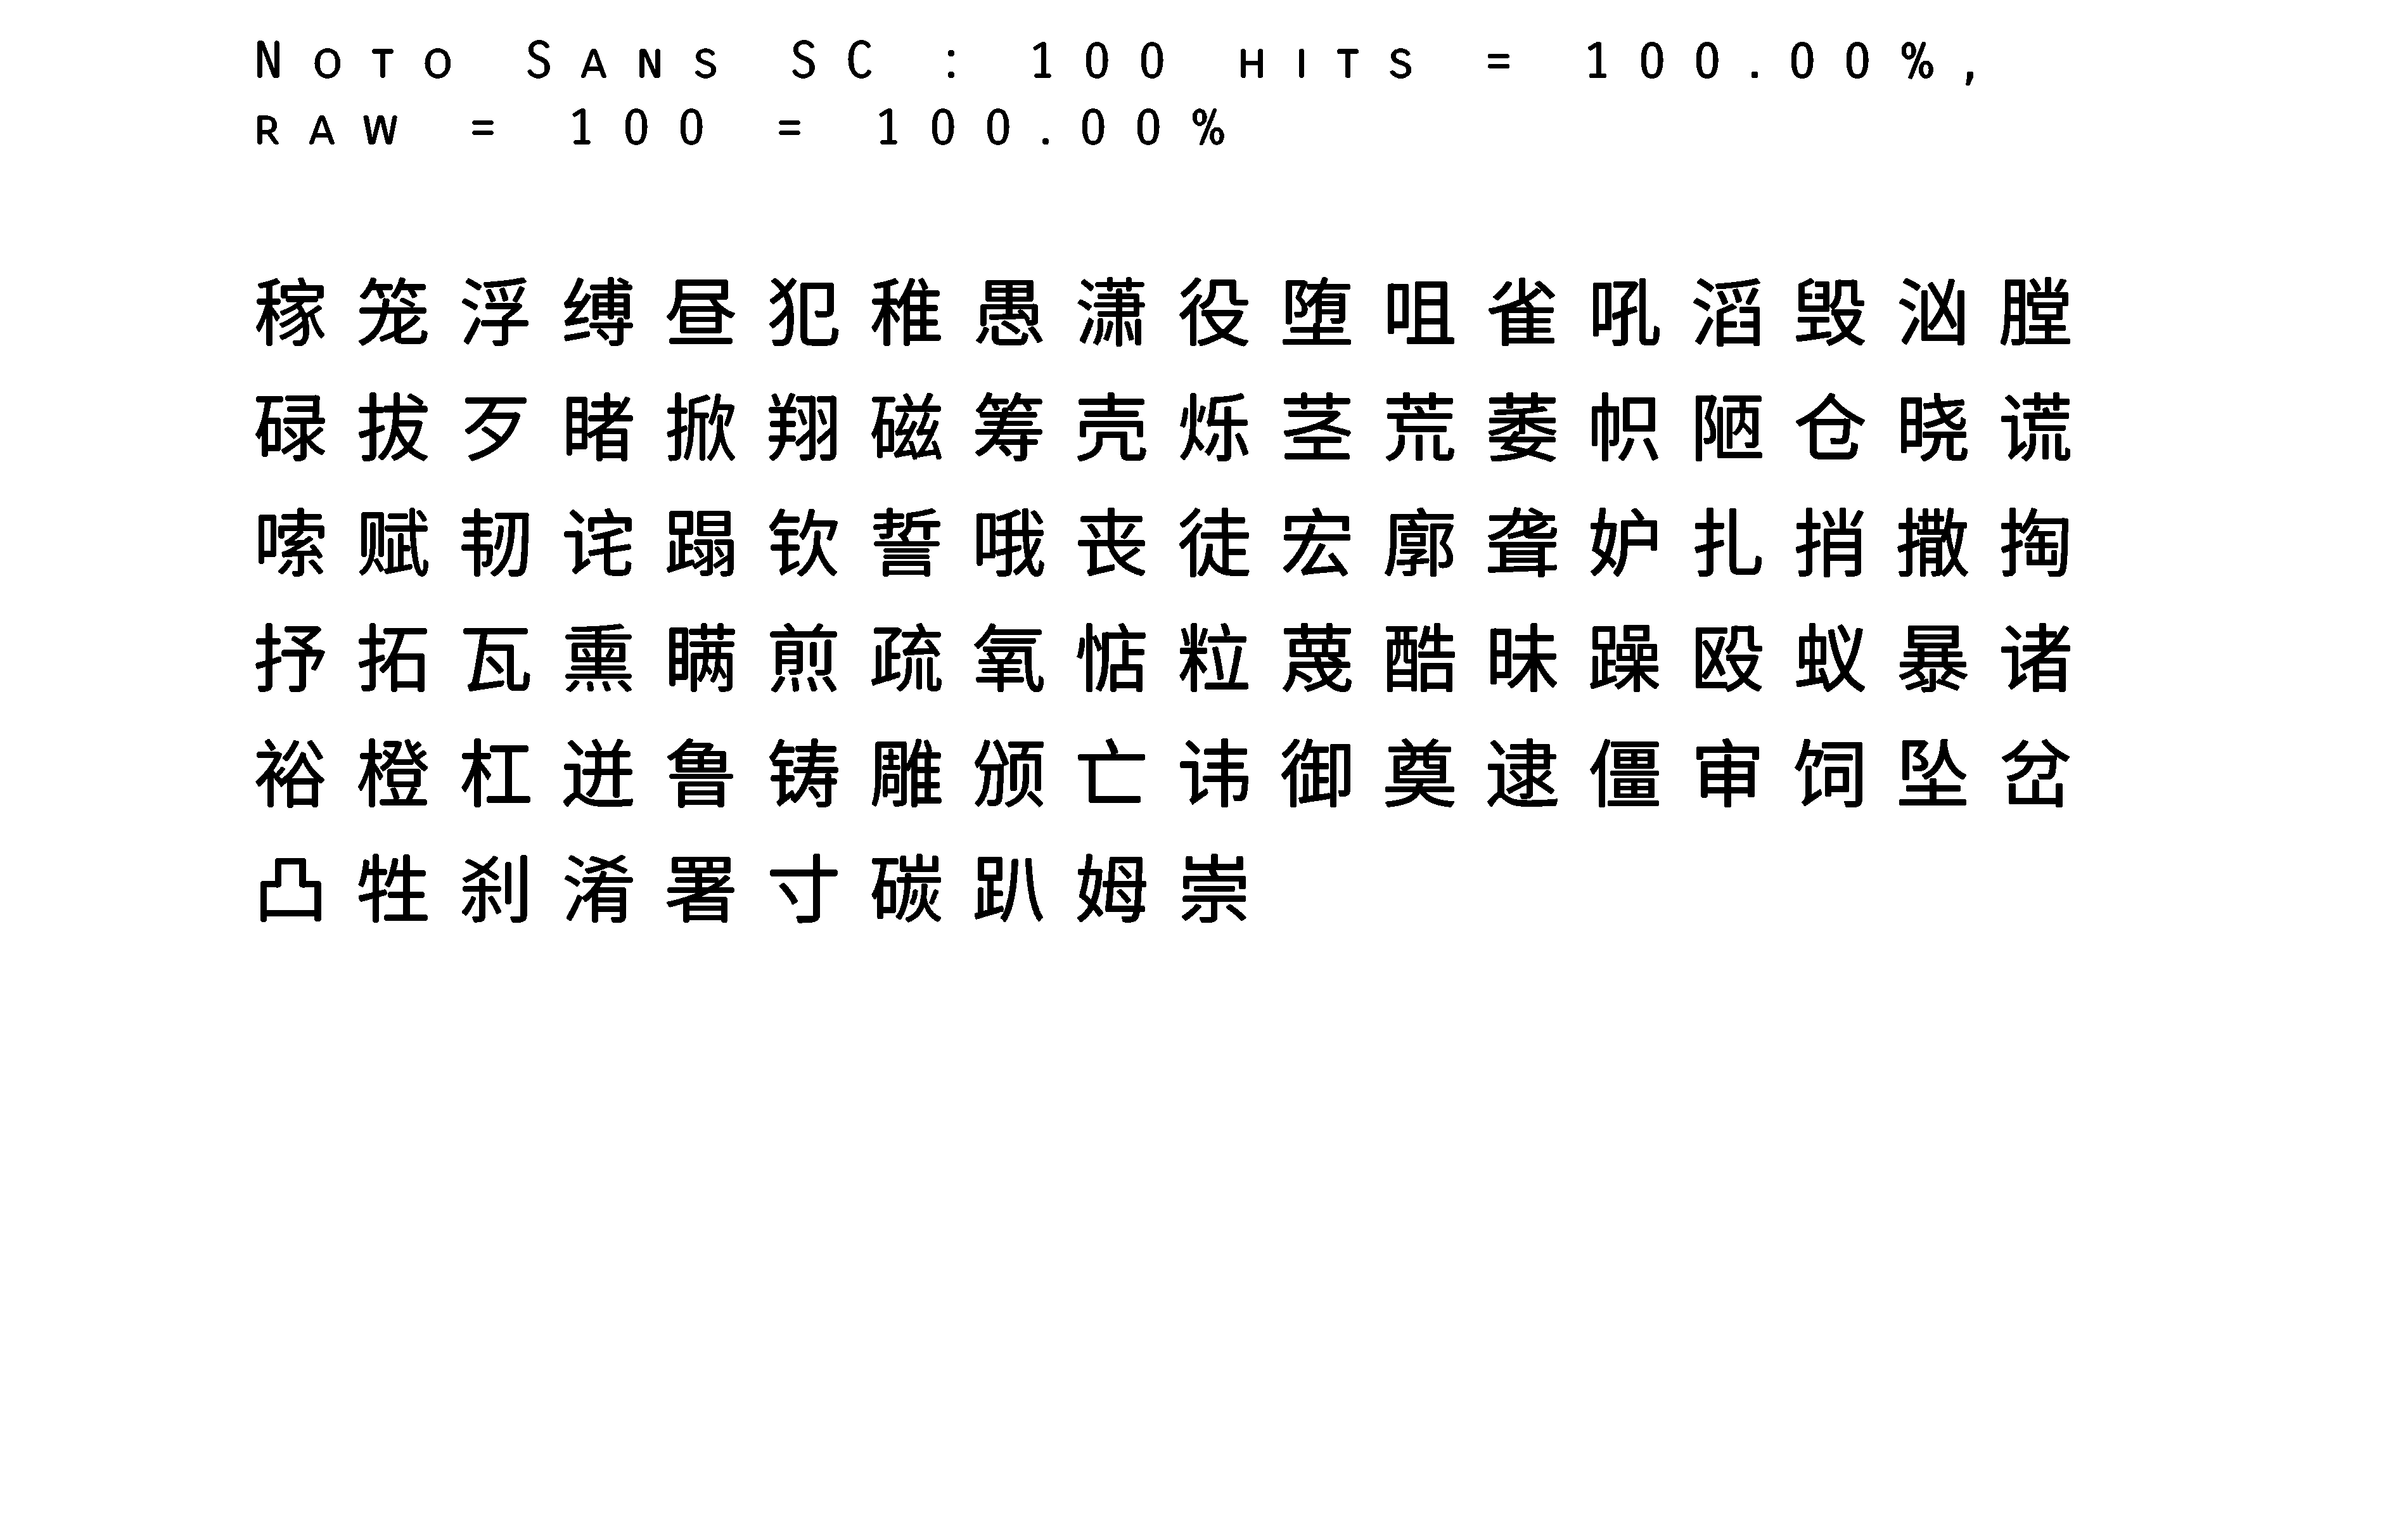 Noto Sans SC : 100 hits = 100.00%,
raw = 100 = 100.00%
稼笼浮缚昼犯稚愚潇役堕咀雀吼滔毁汹膛
碌拔歹睹掀翔磁筹壳烁茎荒萎帜陋仓晓谎
嗦赋韧诧蹋钦誓哦丧徒宏廓聋妒扎捎撒掏
抒拓瓦熏瞒煎疏氧惦粒蔑酷昧躁殴蚁暴诸
裕橙杠迸鲁铸雕颁亡讳御奠逮僵审饲坠岔
凸牲刹淆署寸碳趴姆崇